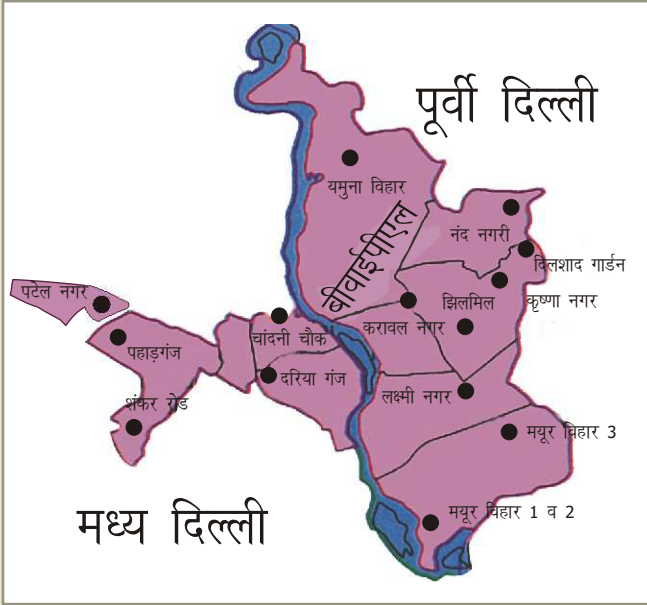 पूर्वी दिल्ली
यमुना विहार
बीवाईपीएल
नंद नगरी
दिलशाद गार्डन
पटेल नगर
झिलमिल
कृष्णा नगर
चांदनी चौक
करावल नगर
पहाड़गंज
दरिया गंज
लक्ष्मी नगर
शंकर रोड
मयूर विहार 3
मध्य दिल्ली
मयूर विहार 1 व 2